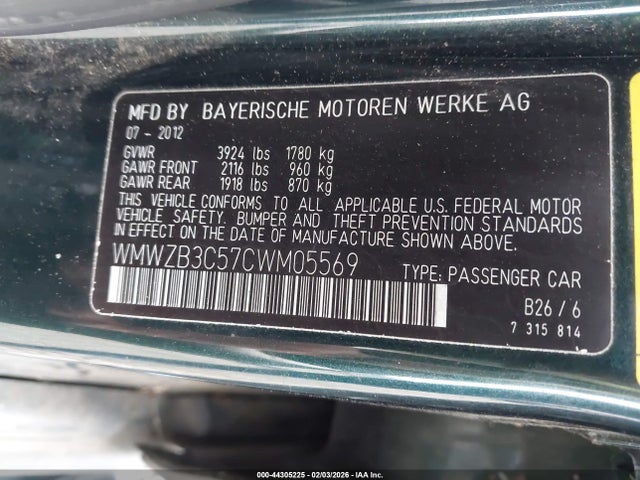 MFD BY BAYERISCHE MOTOREN WERKE AG
07 - 2012
GVWR 3924 lbs 1780 kg
GAWR FRONT 2116 lbs 960 kg
GAWR REAR 1918 lbs 870 kg
THIS VEHICLE CONFORMS TO ALL APPLICABLE U.S. FEDERAL MOTOR
VEHICLE SAFETY, BUMPER AND THEFT PREVENTION STANDARDS
IN EFFECT ON THE DATE OF MANUFACTURE SHOWN ABOVE.
WMWZB3C57CWM05569 TYPE: PASSENGER CAR
B26 / 6
7 315 814
000-44305225 - 02/03/2026 - IAA Inc.